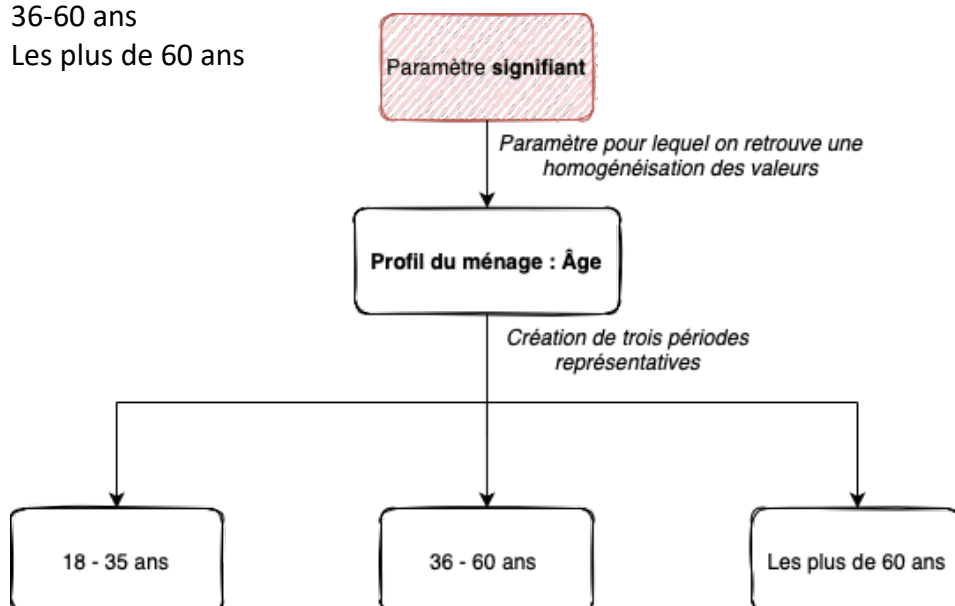 36-60 ans
Les plus de 60 ans
Paramètre signifiant
Paramètre pour lequel on retrouve une
homogénéisation des valeurs
Profil du ménage : Âge
Création de trois périodes
représentatives
18 - 35 ans
36 - 60 ans
Les plus de 60 ans